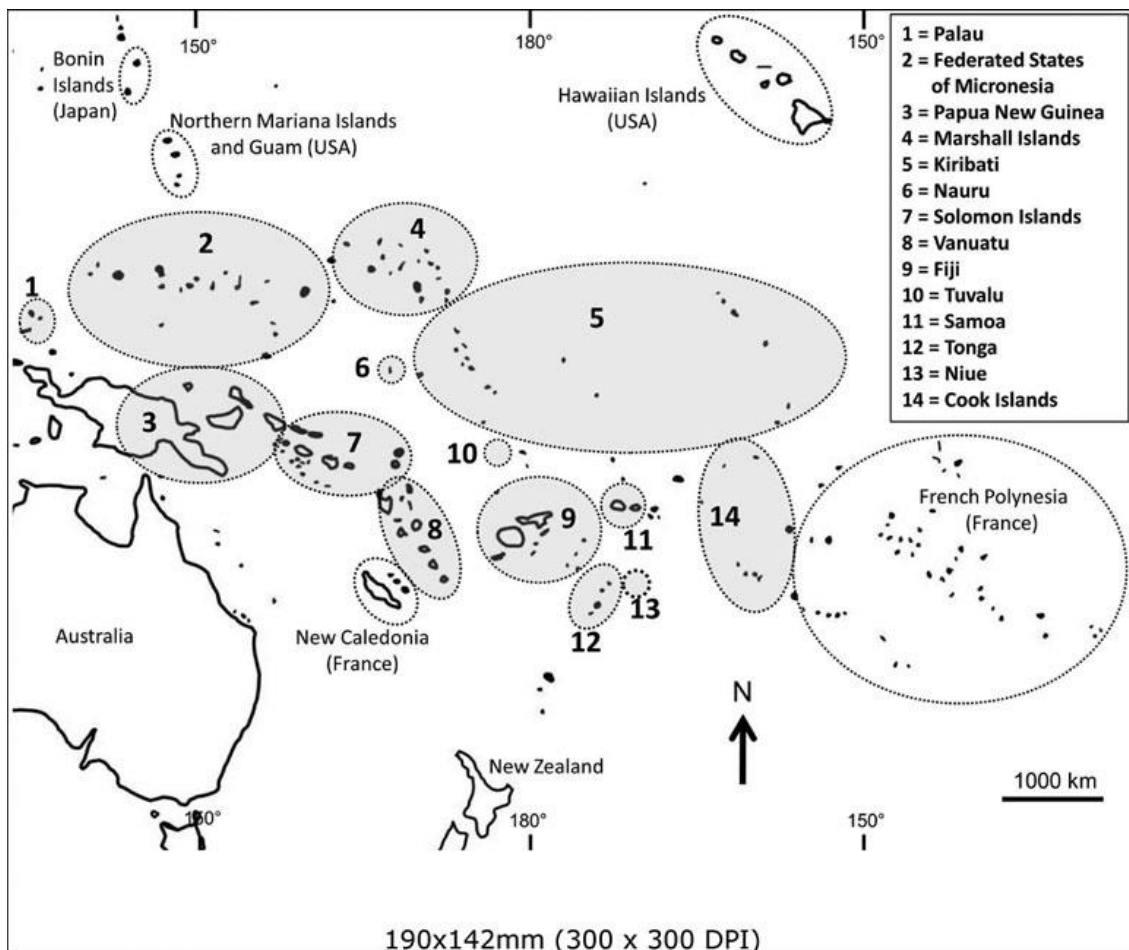 150°
180°
150°
Bonin
Islands
(Japan)
Northern Mariana Islands
and Guam (USA)
Hawaiian Islands
(USA)
1 = Palau
2 = Federated States
of Micronesia
3 = Papua New Guinea
4 = Marshall Islands
5 = Kiribati
6 = Nauru
7 = Solomon Islands
8 = Vanuatu
9 = Fiji
10 = Tuvalu
11 = Samoa
12 = Tonga
13 = Niue
14 = Cook Islands
1
2
4
5
6
3
7
10
8
9
11
14
French Polynesia
(France)
12
13
Australia
New Caledonia
(France)
N
New Zealand
1000 km
150°
180°
150°
190x142mm (300 x 300 DPI)